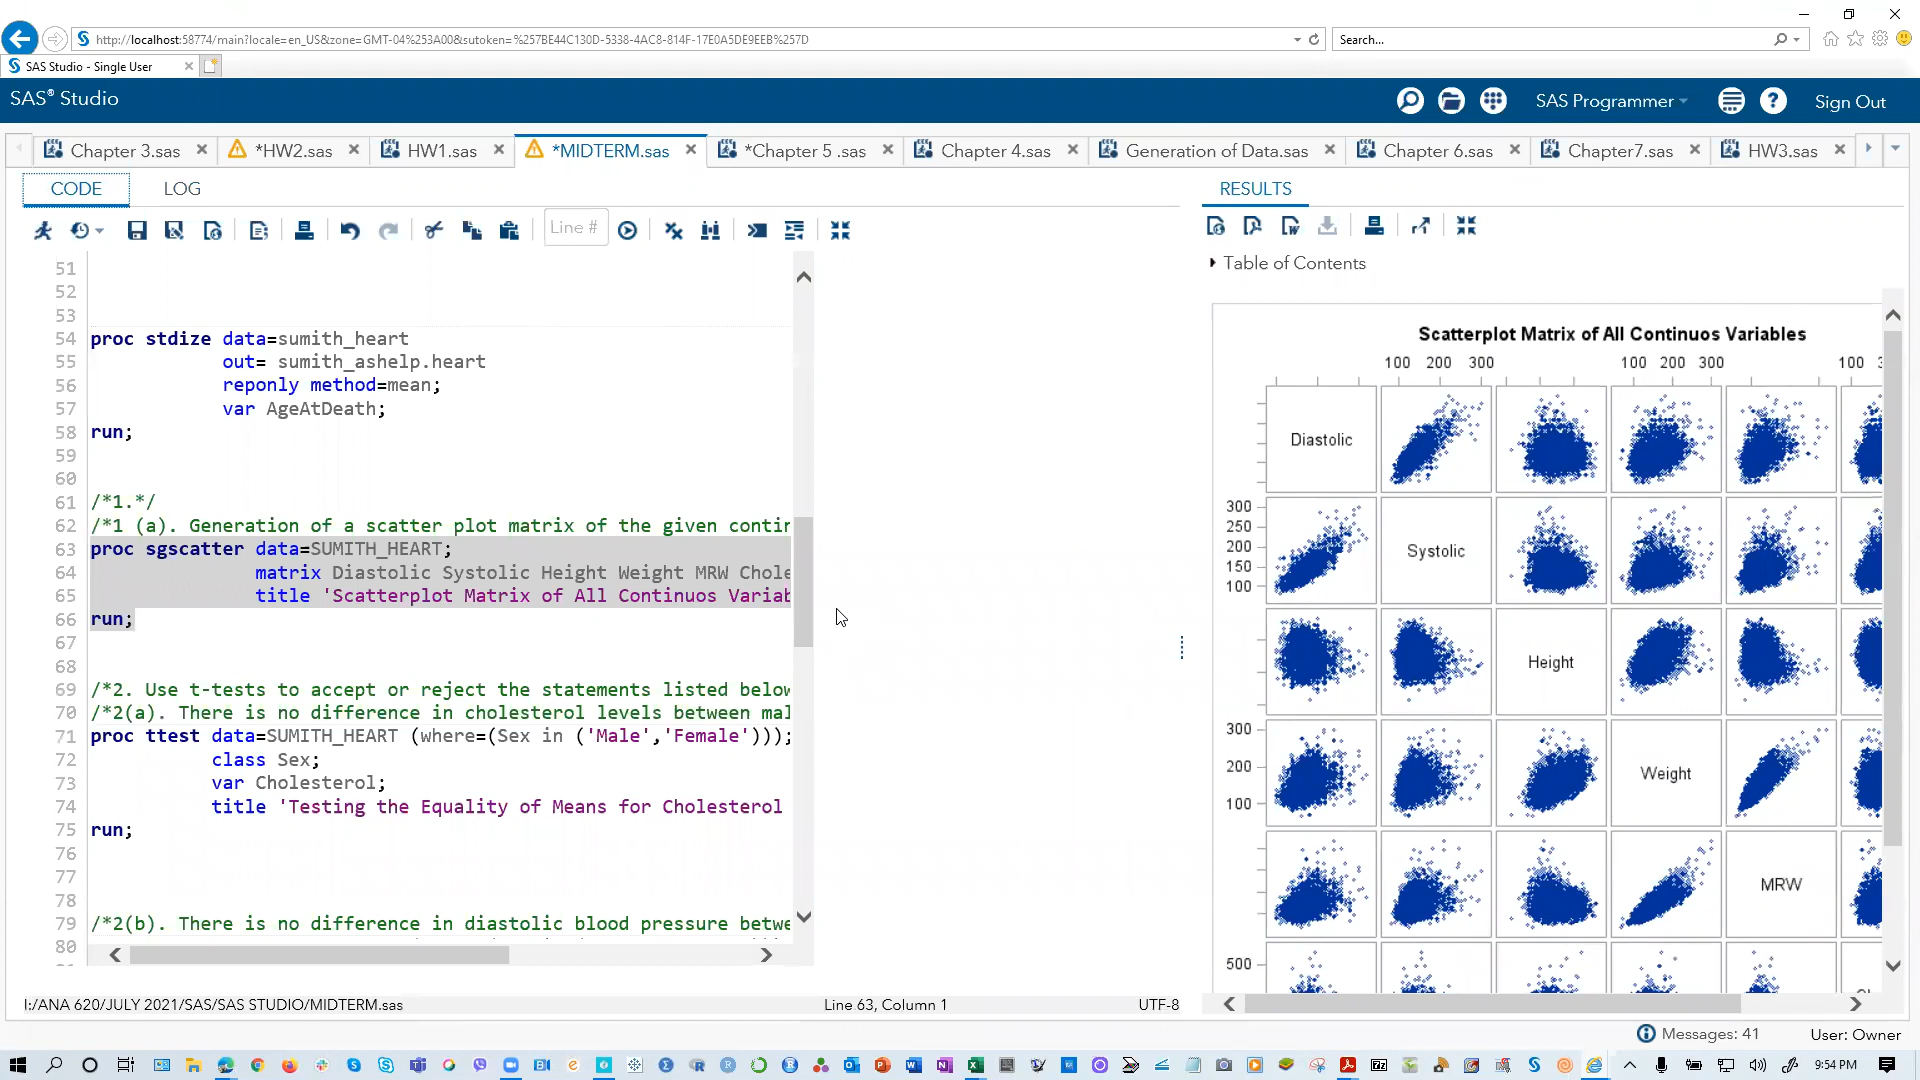 http://localhost:58774/main?locale=en_US&zone=GMT-04%253A00&sutoken=%257BE44C130D-5338-4AC8-814F-17E0A5DE9EEB%257D
Search...
SAS Studio - Single User
SAS® Studio
SAS Programmer
Sign Out
Chapter 3.sas
*HW2.sas
HW1.sas
*MIDTERM.sas
*Chapter 5 .sas
Chapter 4.sas
Generation of Data.sas
Chapter 6.sas
Chapter7.sas
HW3.sas
CODE
LOG
Line #
51
52
53
54 proc stdize data=sumith_heart
55 out= sumith_ashelp.heart
56 reponly method=mean;
57 var AgeAtDeath;
58 run;
59
60
61 /*1.*/
62 /*1 (a). Generation of a scatter plot matrix of the given contin
63 proc sgscatter data=SUMITH_HEART;
64 matrix Diastolic Systolic Height Weight MRW Chole
65 title 'Scatterplot Matrix of All Continuos Variab
66 run;
67
68
69 /*2. Use t-tests to accept or reject the statements listed below
70 /*2(a). There is no difference in cholesterol levels between mal
71 proc ttest data=SUMITH_HEART (where=(Sex in ('Male','Female')));
72 class Sex;
73 var Cholesterol;
74 title 'Testing the Equality of Means for Cholesterol
75 run;
76
77
78
79 /*2(b). There is no difference in diastolic blood pressure betwe
80
I:/ANA 620/JULY 2021/SAS/SAS STUDIO/MIDTERM.sas
Line 63, Column 1
UTF-8
RESULTS
Table of Contents
Scatterplot Matrix of All Continuos Variables
100 200 300
100 200 300
100
Diastolic
300
250
200
150
100
Systolic
Height
300
200
100
Weight
MRW
500
Messages: 41
User: Owner
9:54 PM